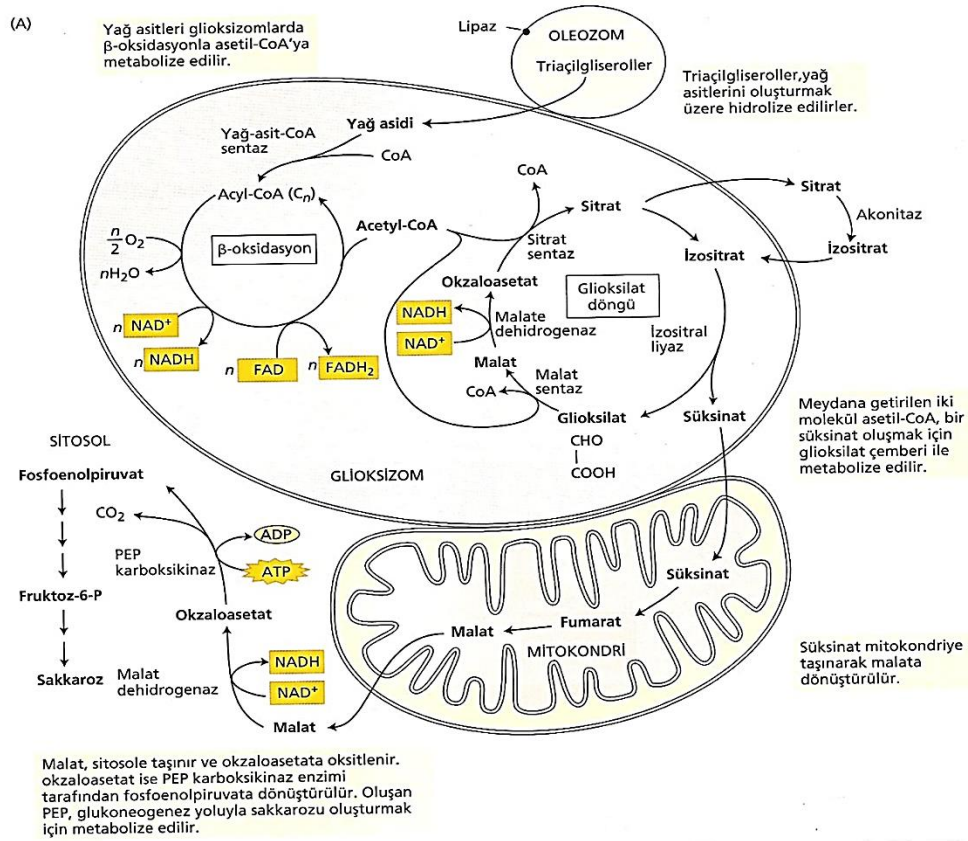 (A)
Yağ asitleri glioksizomlarda
β-oksidasyonla asetil-CoA'ya
metabolize edilir.
Lipaz
OLEOZOM
Triaçilgliseroller
Triaçilgliseroller,yağ
asitlerini oluşturmak
üzere hidrolize edilirler.
Yağ asidi
Yağ-asit-CoA
sentaz
CoA
Acyl-CoA (Cn)
n/2 O2
nH2O
β-oksidasyon
n NAD+
n NADH
n FAD
n FADH2
Acetyl-CoA
CoA
Sitrat
Sitrat
sentaz
Sitrat
Akonitaz
İzositrat
İzositrat
Okzaloasetat
Glioksilat
döngü
NADH
NAD+
Malate
dehidrogenaz
İzositral
liyaz
Malat
Malat
sentaz
CoA
Glioksilat
CHO
COOH
Süksinat
Meydana getirilen iki
molekül asetil-CoA, bir
süksinat oluşmak için
glioksilat çemberi ile
metabolize edilir.
GLİOKSİZOM
SİTOSOL
Fosfoenolpiruvat
CO2
ADP
ATP
PEP
karboksikinaz
Fruktoz-6-P
Okzaloasetat
Sakkaroz
Malat
dehidrogenaz
NADH
NAD+
Malat
Süksinat
Fumarat
Malat
MİTOKONDRİ
Süksinat mitokondriye
taşınarak malata
dönüştürülür.
Malat, sitosole taşınır ve okzaloasetata oksitlenir.
okzaloasetat ise PEP karboksikinaz enzimi
tarafından fosfoenolpiruvata dönüştürülür. Oluşan
PEP, glukoneogenez yoluyla sakkarozu oluşturmak
için metabolize edilir.